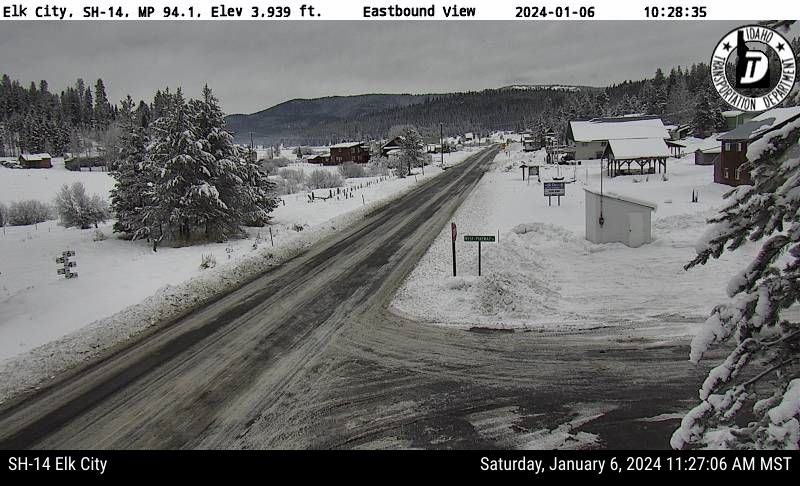 Elk City, SH-14, MP 94.1, Elev 3,939 ft. Eastbound View 2024-01-06 10:28:35
IDAHO
TRANSPORTATION DEPARTMENT
SH-14 Elk City Saturday, January 6, 2024 11:27:06 AM MST